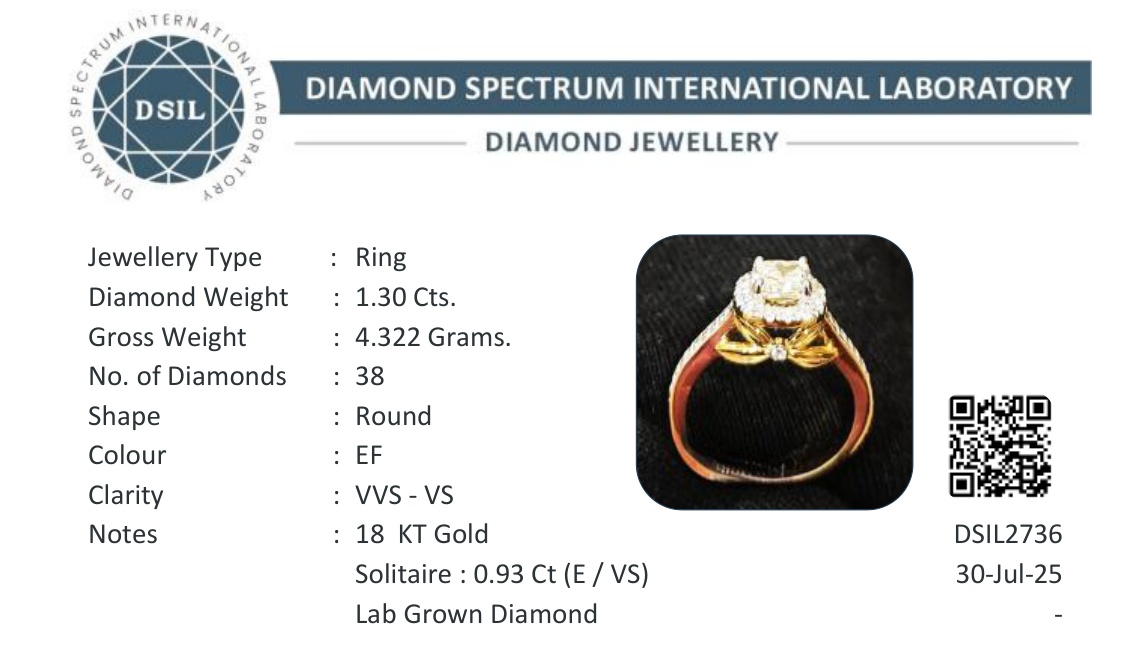 DIAMOND SPECTRUM INTERNATIONAL LABORATORY
DSIL
DIAMOND SPECTRUM INTERNATIONAL LABORATORY
DIAMOND JEWELLERY
Jewellery Type : Ring
Diamond Weight : 1.30 Cts.
Gross Weight : 4.322 Grams.
No. of Diamonds : 38
Shape : Round
Colour : EF
Clarity : VVS - VS
Notes : 18 KT Gold DSIL2736
Solitaire : 0.93 Ct (E / VS) 30-Jul-25
Lab Grown Diamond -